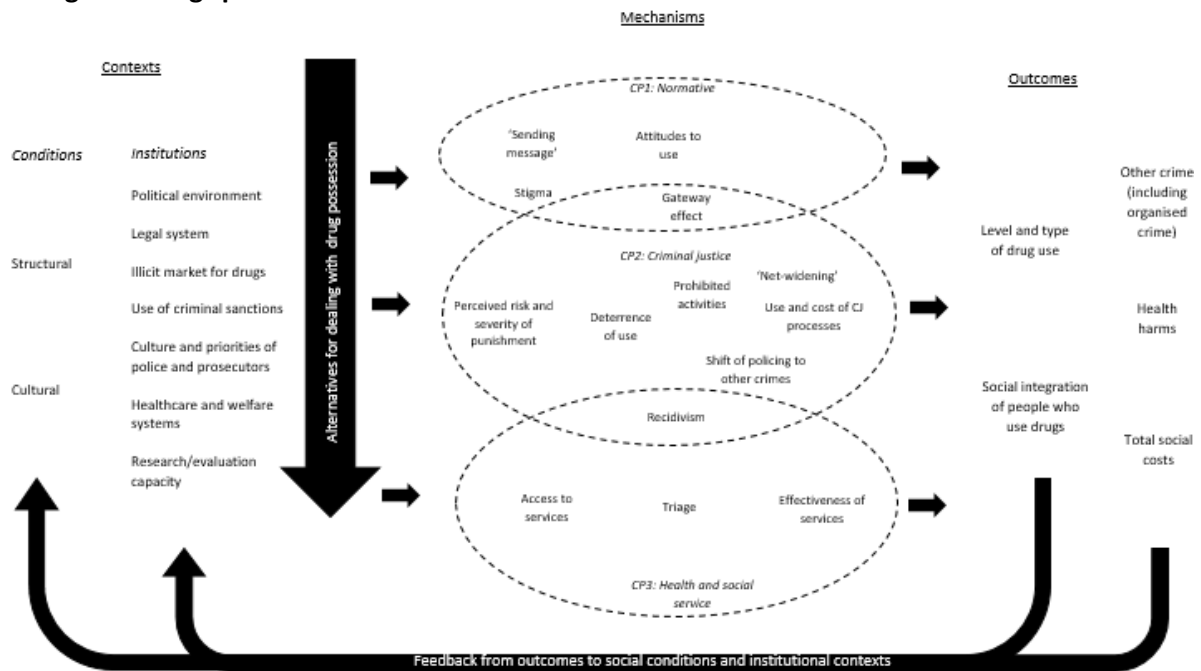 Mechanisms
Contexts
Outcomes
Conditions
Structural
Cultural
Institutions
Political environment
Legal system
Illicit market for drugs
Use of criminal sanctions
Culture and priorities of
police and prosecutors
Healthcare and welfare
systems
Research/evaluation
capacity
Alternatives for dealing with drug possession
CP1: Normative
‘Sending
message’
Attitudes to
use
Stigma
Gateway
effect
CP2: Criminal justice
‘Net-widening’
Prohibited
activities
Perceived risk and
severity of
punishment
Deterrence
of use
Use and cost of CJ
processes
Shift of policing to
other crimes
Recidivism
Access to
services
Triage
Effectiveness of
services
CP3: Health and social
service
Level and type
of drug use
Social integration
of people who
use drugs
Other crime
(including
organised
crime)
Health
harms
Total social
costs
Feedback from outcomes to social conditions and institutional contexts